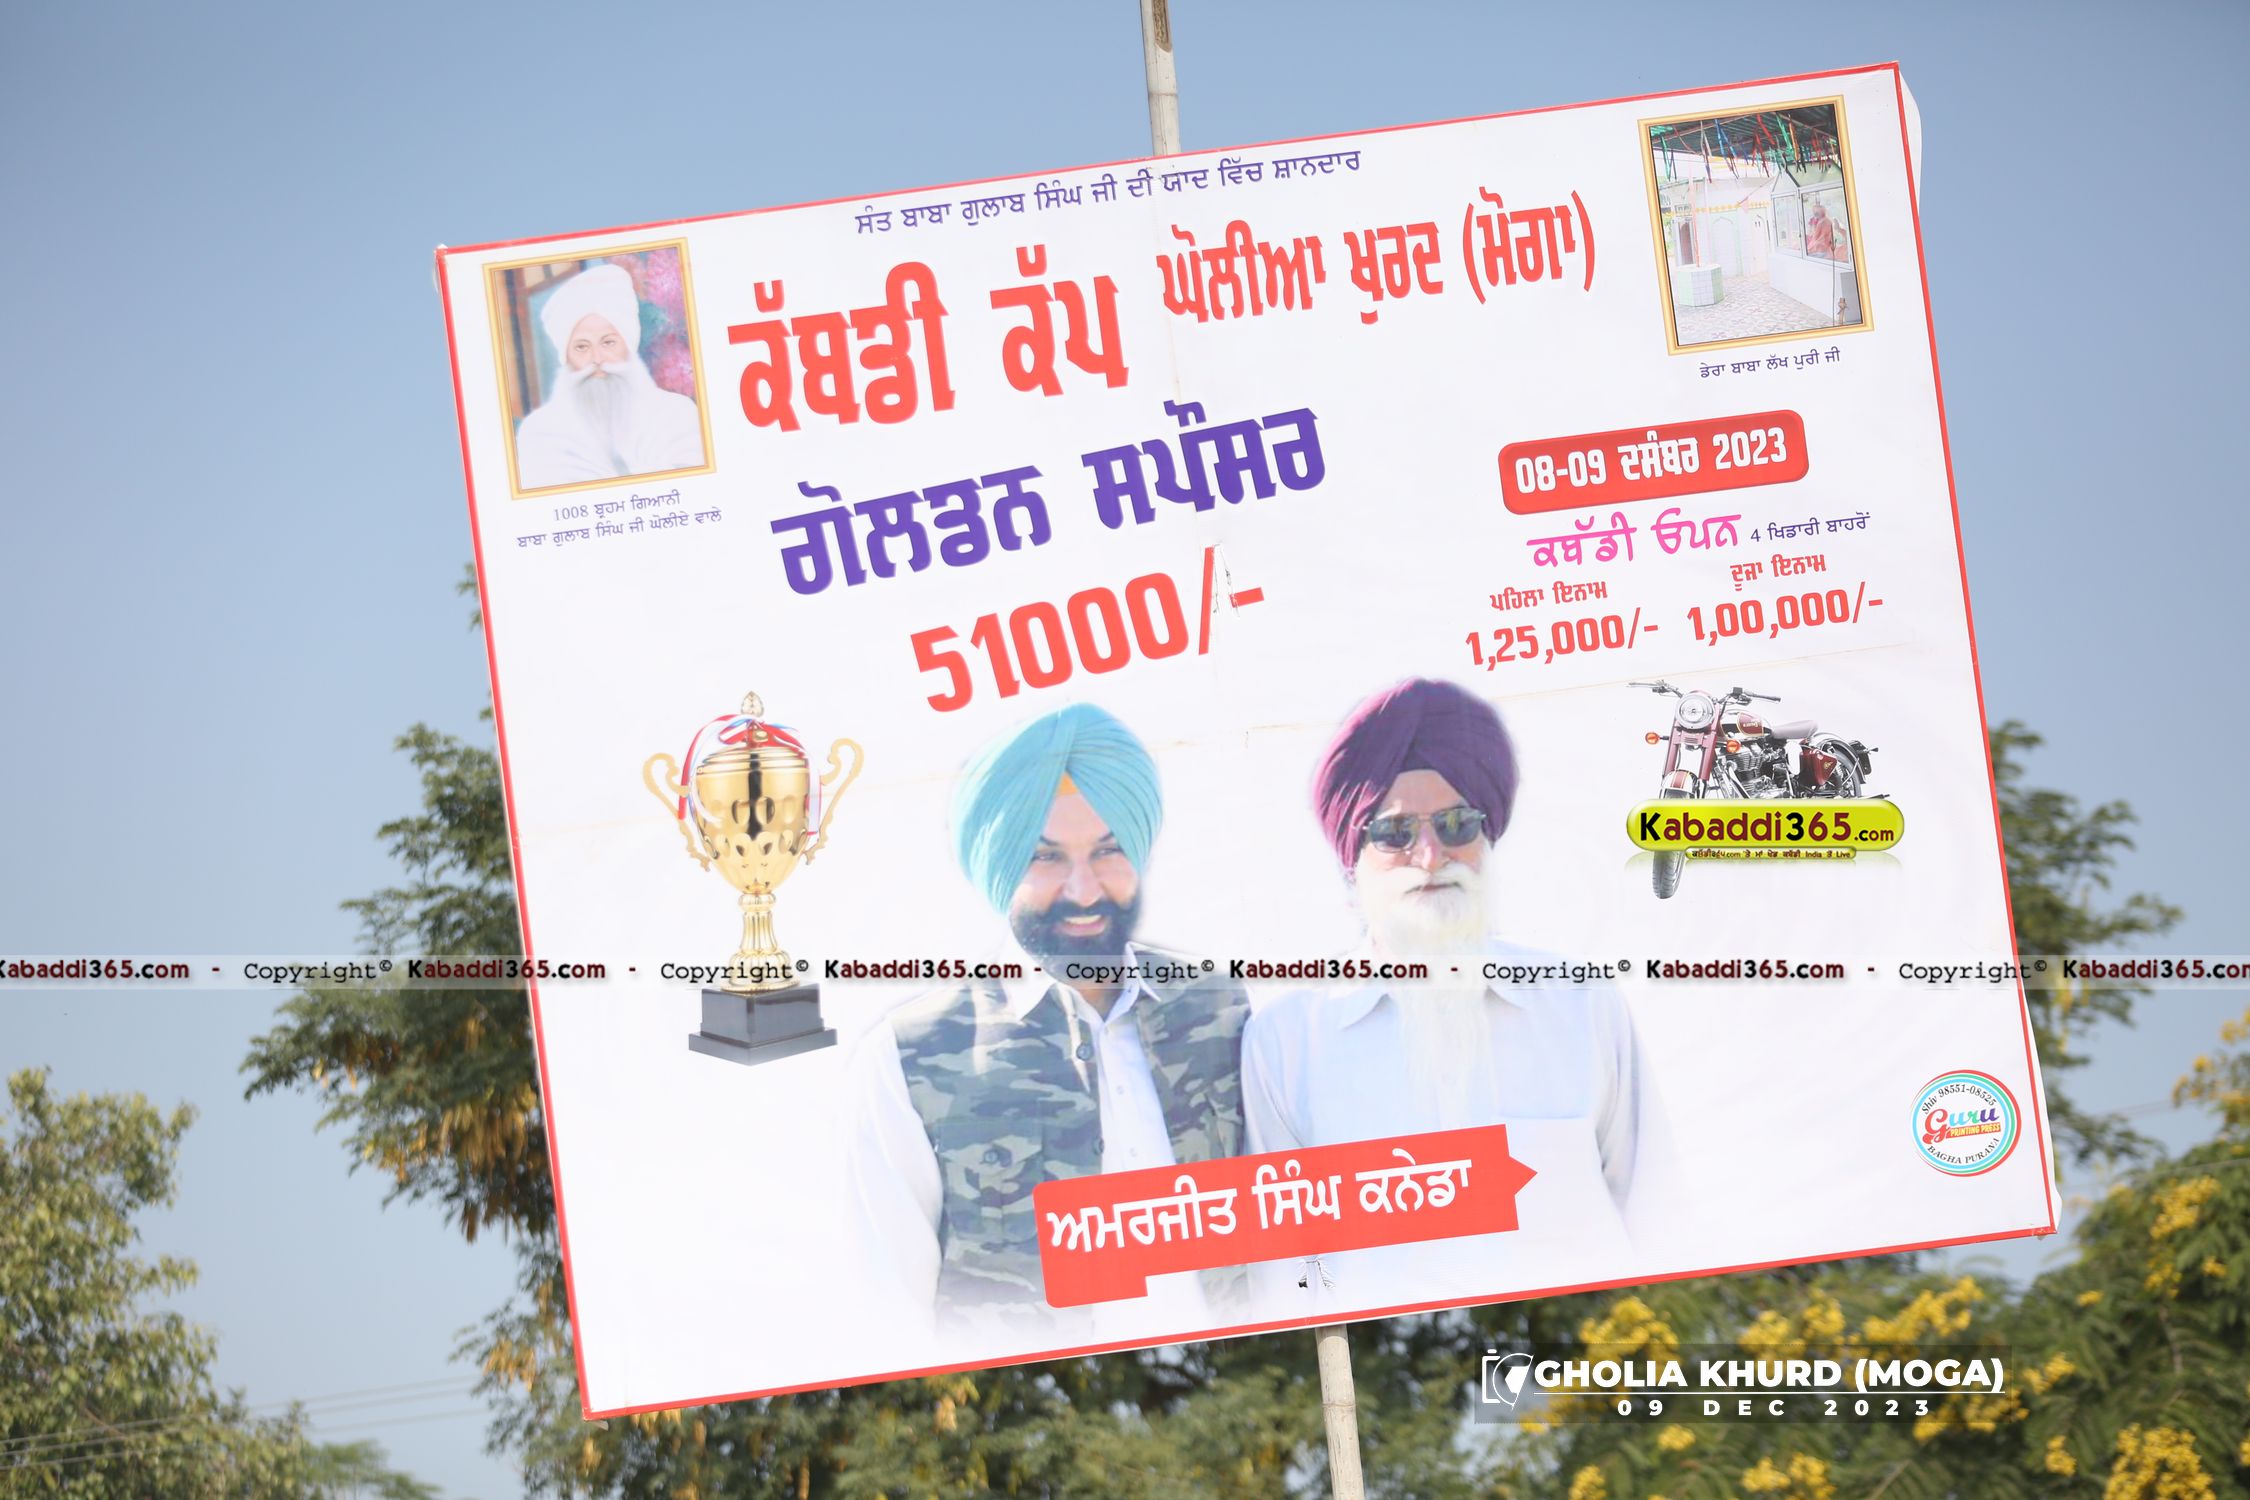 ਸੰਤ ਬਾਬਾ ਗੁਲਾਬ ਸਿੰਘ ਜੀ ਦੀ ਯਾਦ ਵਿੱਚ ਸ਼ਾਨਦਾਰ
ਕੱਬਡੀ ਕੱਪ ਘੋਲੀਆ ਖੁਰਦ (ਮੋਗਾ)
1008 ਬ੍ਰਹਮ ਗਿਆਨੀ
ਬਾਬਾ ਗੁਲਾਬ ਸਿੰਘ ਜੀ ਘੋਲੀਏ ਵਾਲੇ
ਡੇਰਾ ਬਾਬਾ ਲੱਖ ਪੁਰੀ ਜੀ
ਗੋਲਡਨ ਸਪੌਂਸਰ
51000/-
08-09 ਦਸੰਬਰ 2023
ਕਬੱਡੀ ਓਪਨ 4 ਖਿਡਾਰੀ ਬਾਹਰੋਂ
ਪਹਿਲਾ ਇਨਾਮ ਦੂਜਾ ਇਨਾਮ
1,25,000/- 1,00,000/-
Kabaddi365.com
Kabaddi365.com - Copyright© Kabaddi365.com - Copyright© Kabaddi365.com - Copyright© Kabaddi365.com - Copyright© Kabaddi365.com - Copyright© Kabaddi365.com
Shiv 98551-08525
Guru
PRINTING PRESS
BAGHA PURANA
ਅਮਰਜੀਤ ਸਿੰਘ ਕਨੇਡਾ
GHOLIA KHURD (MOGA)
09 DEC 2023